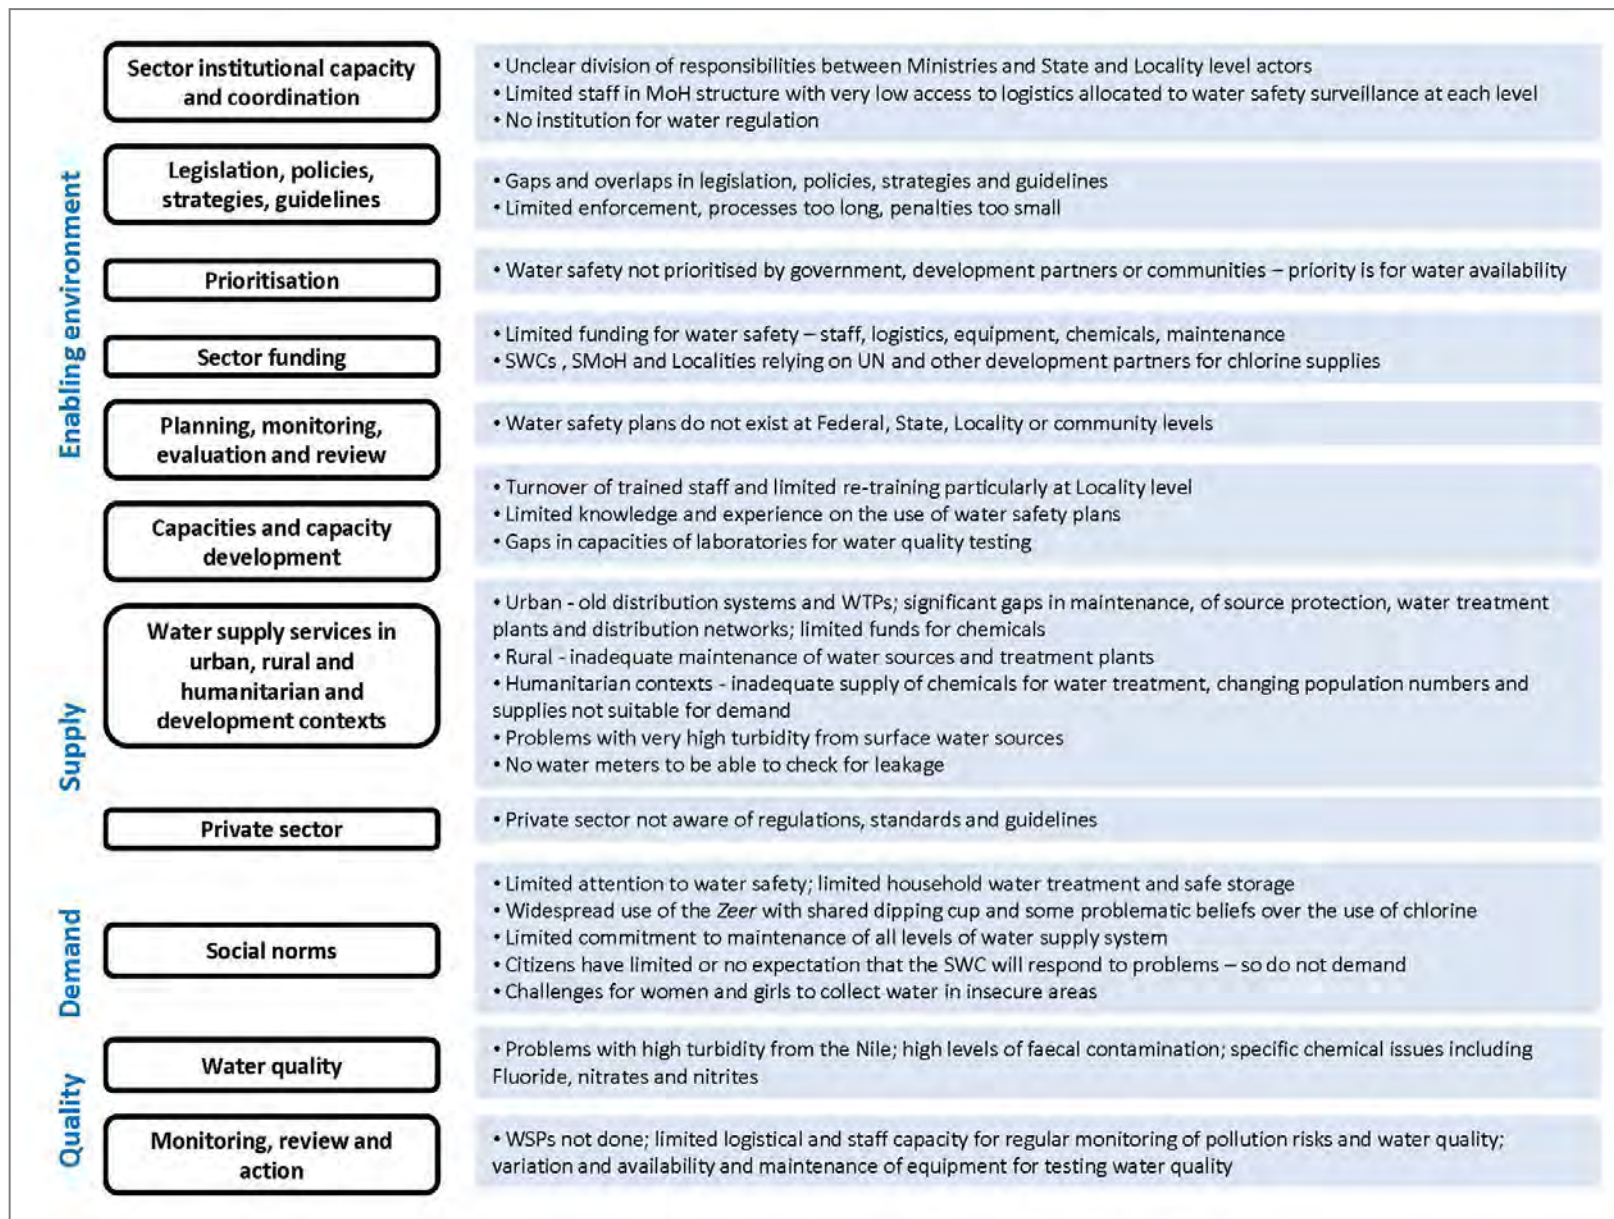 Enabling environment
Sector institutional capacity
and coordination
• Unclear division of responsibilities between Ministries and State and Locality level actors
• Limited staff in MoH structure with very low access to logistics allocated to water safety surveillance at each level
• No institution for water regulation
Legislation, policies,
strategies, guidelines
• Gaps and overlaps in legislation, policies, strategies and guidelines
• Limited enforcement, processes too long, penalties too small
Prioritisation
• Water safety not prioritised by government, development partners or communities – priority is for water availability
Sector funding
• Limited funding for water safety – staff, logistics, equipment, chemicals, maintenance
• SWCs , SMoH and Localities relying on UN and other development partners for chlorine supplies
Planning, monitoring,
evaluation and review
• Water safety plans do not exist at Federal, State, Locality or community levels
Capacities and capacity
development
• Turnover of trained staff and limited re-training particularly at Locality level
• Limited knowledge and experience on the use of water safety plans
• Gaps in capacities of laboratories for water quality testing
Supply
Water supply services in
urban, rural and
humanitarian and
development contexts
• Urban - old distribution systems and WTPs; significant gaps in maintenance, of source protection, water treatment
plants and distribution networks; limited funds for chemicals
• Rural - inadequate maintenance of water sources and treatment plants
• Humanitarian contexts - inadequate supply of chemicals for water treatment, changing population numbers and
supplies not suitable for demand
• Problems with very high turbidity from surface water sources
• No water meters to be able to check for leakage
Private sector
• Private sector not aware of regulations, standards and guidelines
Demand
Social norms
• Limited attention to water safety; limited household water treatment and safe storage
• Widespread use of the Zeer with shared dipping cup and some problematic beliefs over the use of chlorine
• Limited commitment to maintenance of all levels of water supply system
• Citizens have limited or no expectation that the SWC will respond to problems – so do not demand
• Challenges for women and girls to collect water in insecure areas
Quality
Water quality
• Problems with high turbidity from the Nile; high levels of faecal contamination; specific chemical issues including
Fluoride, nitrates and nitrites
Monitoring, review and
action
• WSPs not done; limited logistical and staff capacity for regular monitoring of pollution risks and water quality;
variation and availability and maintenance of equipment for testing water quality